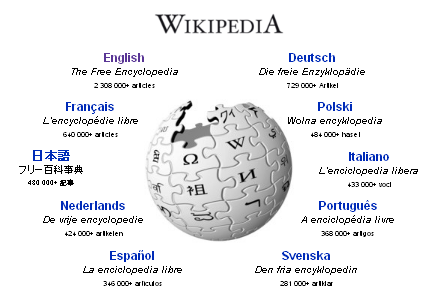 WIKIPEDIA
English
The Free Encyclopedia
2 308 000+ articles
Deutsch
Die freie Enzyklopädie
729 000+ Artikel
Français
L'encyclopédie libre
640 000+ articles
Polski
Wolna encyklopedia
484 000+ haseł
日本語
フリー百科事典
480 000+ 記事
Italiano
L'enciclopedia libera
433 000+ voci
Nederlands
De vrije encyclopedie
424 000+ artikelen
Português
A enciclopédia livre
368 000+ artigos
Español
La enciclopedia libre
346 000+ artículos
Svenska
Den fria encyklopedin
281 000+ artiklar
Ω
W
И
祖